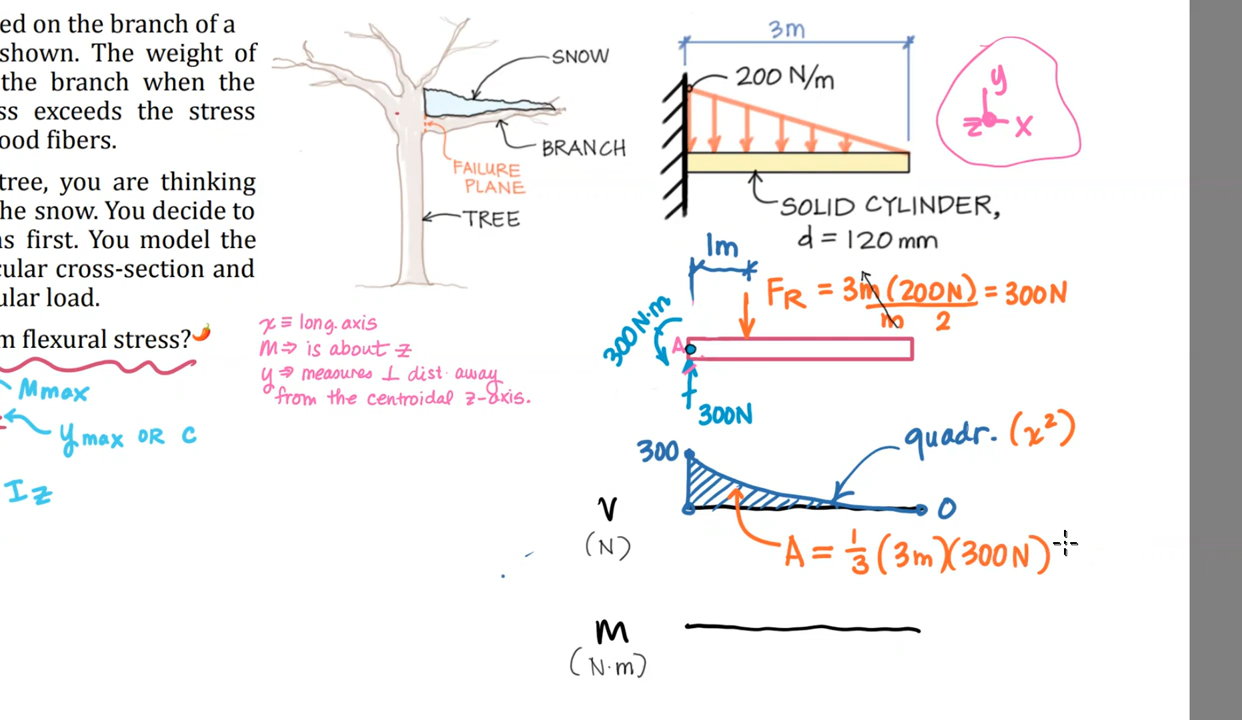 ed on the branch of a
shown. The weight of
the branch when the
ss exceeds the stress
ood fibers.
tree, you are thinking
he snow. You decide to
ns first. You model the
cular cross-section and
ular load.
m flexural stress?
Mmax
ymax OR C
Iz
SNOW
BRANCH
FAILURE
PLANE
TREE
x ≡ long. axis
M ⇒ is about z
y ⇒ measures ⊥ dist. away
from the centroidal z-axis.
3m
200 N/m
SOLID CYLINDER,
d = 120 mm
y
z x
1m
FR = 3m (200N) / m 2 = 300N
300N·m
A
300N
300
quadr. (x²)
0
V
(N)
A = 1/3 (3m)(300N)
M
(N·m)